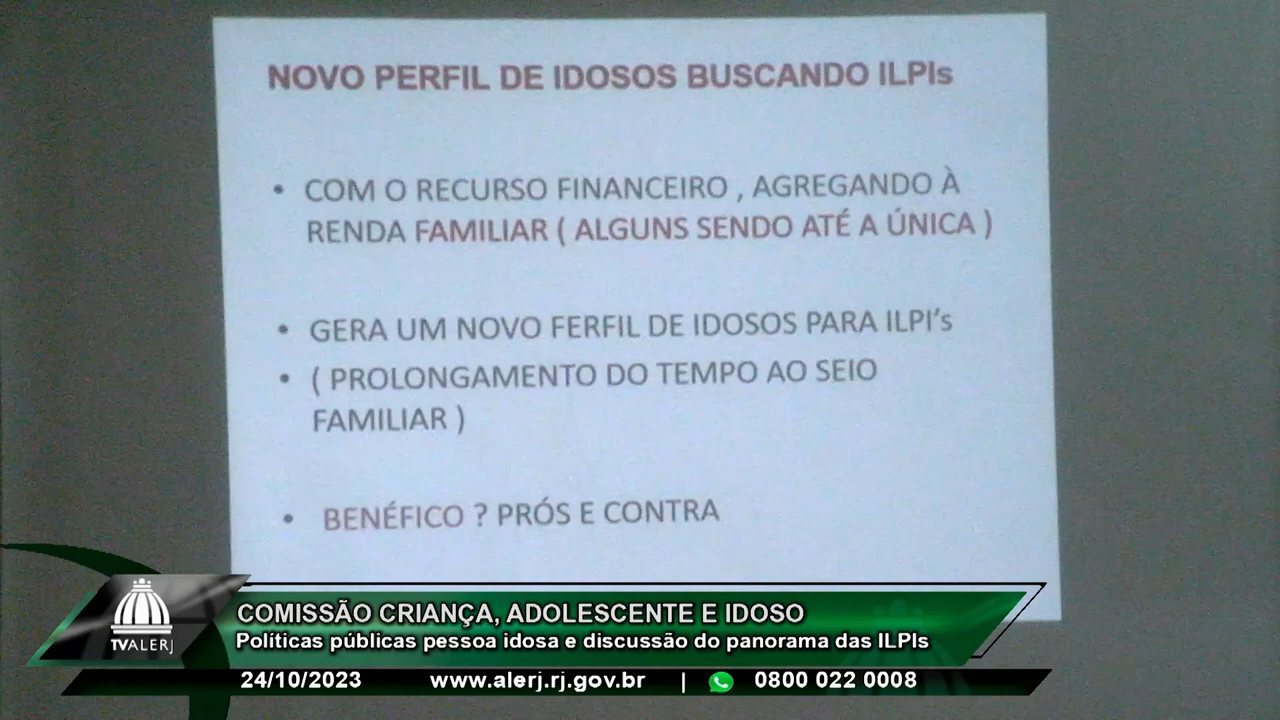 NOVO PERFIL DE IDOSOS BUSCANDO ILPIs
• COM O RECURSO FINANCEIRO , AGREGANDO À
RENDA FAMILIAR ( ALGUNS SENDO ATÉ A ÚNICA )
• GERA UM NOVO FERFIL DE IDOSOS PARA ILPI’s
• ( PROLONGAMENTO DO TEMPO AO SEIO
FAMILIAR )
• BENÉFICO ? PRÓS E CONTRA
COMISSÃO CRIANÇA, ADOLESCENTE E IDOSO
Políticas públicas pessoa idosa e discussão do panorama das ILPIs
TVALERJ
24/10/2023 www.alerj.rj.gov.br | 0800 022 0008